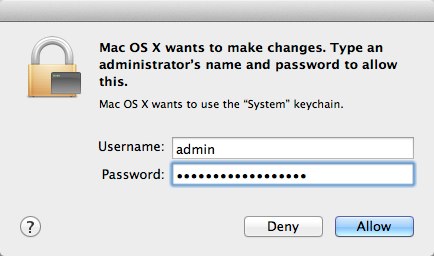 Mac OS X wants to make changes. Type an
administrator's name and password to allow
this.
Mac OS X wants to use the “System” keychain.
Username: admin
Password: ••••••••••••••••••
? Deny Allow